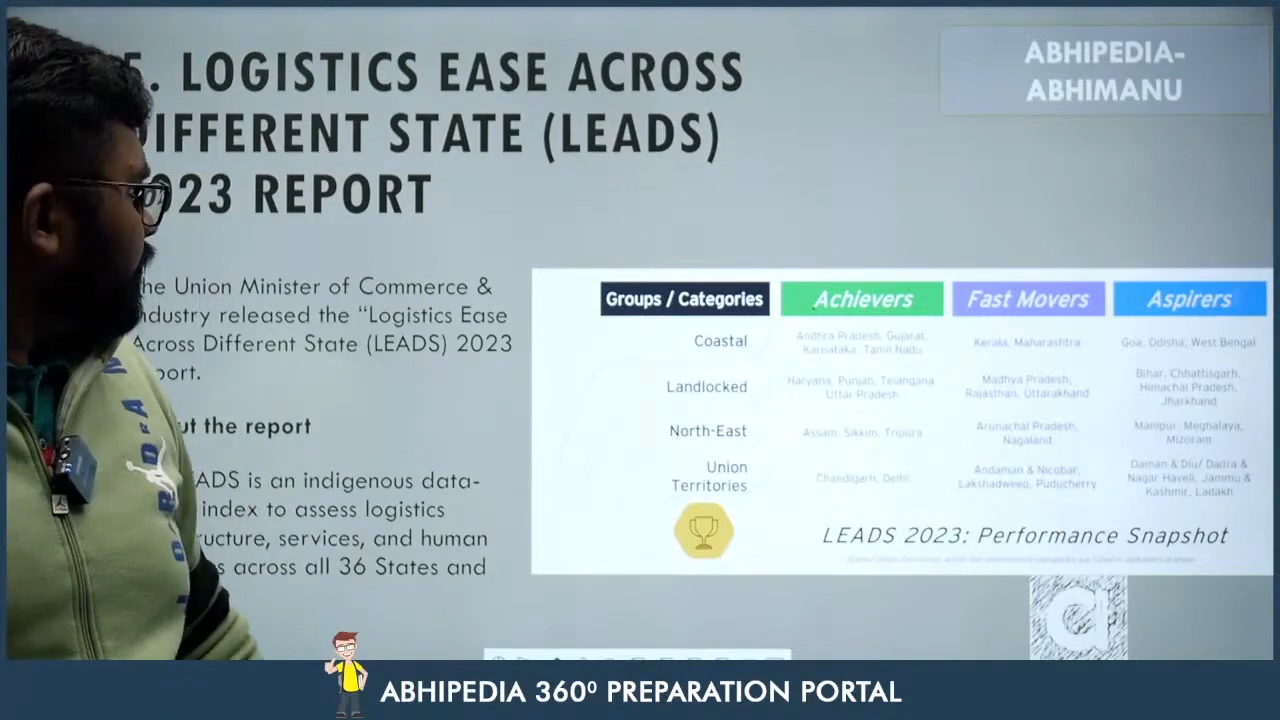 5. LOGISTICS EASE ACROSS
DIFFERENT STATE (LEADS)
2023 REPORT
ABHIPEDIA-
ABHIMANU
he Union Minister of Commerce &
ndustry released the “Logistics Ease
Across Different State (LEADS) 2023
port.
ut the report
ADS is an indigenous data-
index to assess logistics
ructure, services, and human
s across all 36 States and
Groups / Categories Achievers Fast Movers Aspirers
Coastal
Andhra Pradesh, Gujarat,
Karnataka, Tamil Nadu
Kerala, Maharashtra
Goa, Odisha, West Bengal
Landlocked
Haryana, Punjab, Telangana
Uttar Pradesh
Madhya Pradesh,
Rajasthan, Uttarakhand
Bihar, Chhattisgarh,
Himachal Pradesh,
Jharkhand
North-East
Assam, Sikkim, Tripura
Arunachal Pradesh,
Nagaland
Manipur, Meghalaya,
Mizoram
Union
Territories
Chandigarh, Delhi
Andaman & Nicobar,
Lakshadweep, Puducherry
Daman & Diu/ Dadra &
Nagar Haveli, Jammu &
Kashmir, Ladakh
LEADS 2023: Performance Snapshot
a
ABHIPEDIA 360⁰ PREPARATION PORTAL